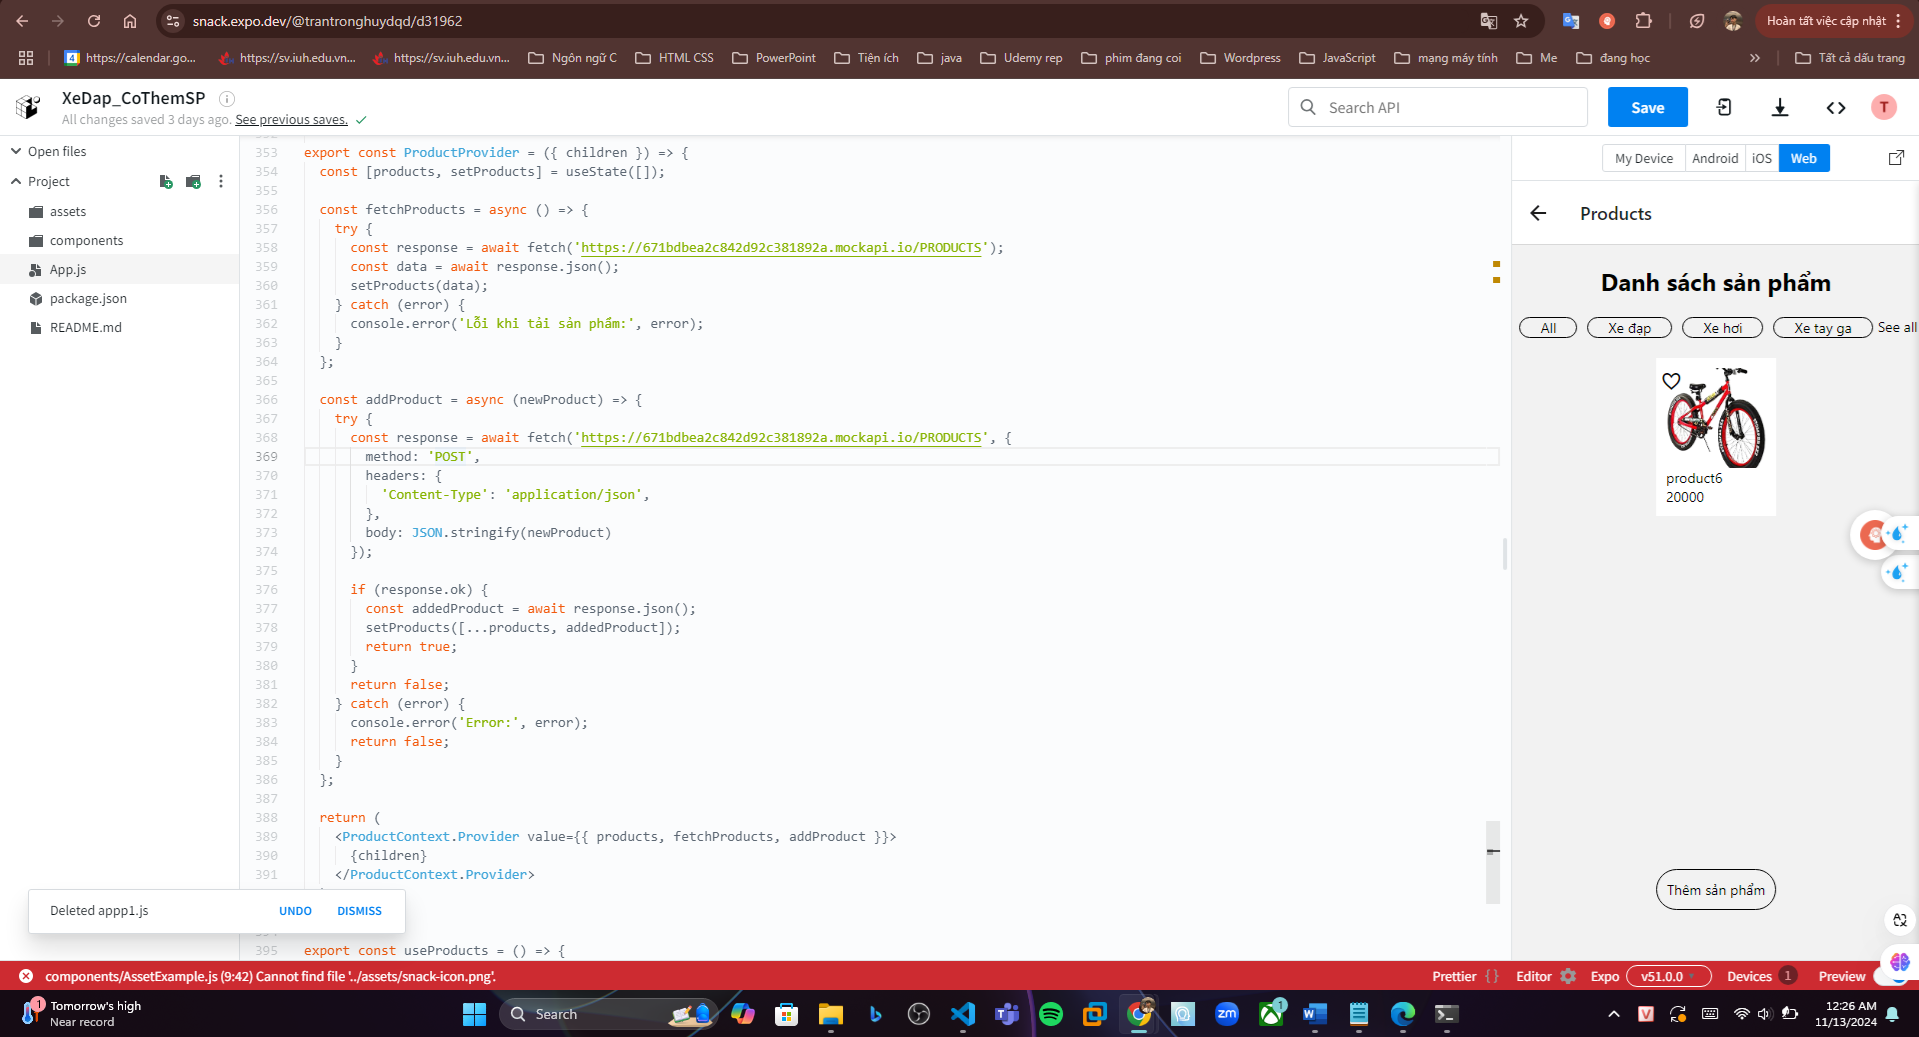 snack.expo.dev/@trantronghuydqd/d31962
Hoàn tất việc cập nhật
https://calendar.go...
https://sv.iuh.edu.vn...
https://sv.iuh.edu.vn...
Ngôn ngữ C
HTML CSS
PowerPoint
Tiện ích
java
Udemy rep
phim đang coi
Wordpress
JavaScript
mạng máy tính
Me
đang học
»
Tất cả dấu trang
XeDap_CoThemSP
All changes saved 3 days ago. See previous saves.
Search API
Save
T
Open files
Project
assets
components
App.js
package.json
README.md
353 export const ProductProvider = ({ children }) => {
354 const [products, setProducts] = useState([]);
355
356 const fetchProducts = async () => {
357 try {
358 const response = await fetch('https://671bdbea2c842d92c381892a.mockapi.io/PRODUCTS');
359 const data = await response.json();
360 setProducts(data);
361 } catch (error) {
362 console.error('Lỗi khi tải sản phẩm:', error);
363 }
364 };
365
366 const addProduct = async (newProduct) => {
367 try {
368 const response = await fetch('https://671bdbea2c842d92c381892a.mockapi.io/PRODUCTS', {
369 method: 'POST',
370 headers: {
371 'Content-Type': 'application/json',
372 },
373 body: JSON.stringify(newProduct)
374 });
375
376 if (response.ok) {
377 const addedProduct = await response.json();
378 setProducts([...products, addedProduct]);
379 return true;
380 }
381 return false;
382 } catch (error) {
383 console.error('Error:', error);
384 return false;
385 }
386 };
387
388 return (
389 <ProductContext.Provider value={{ products, fetchProducts, addProduct }}>
390 {children}
391 </ProductContext.Provider>
395 export const useProducts = () => {
Deleted appp1.js
UNDO
DISMISS
My Device
Android
iOS
Web
Products
Danh sách sản phẩm
All
Xe đạp
Xe hơi
Xe tay ga
See all
product6
20000
Thêm sản phẩm
components/AssetExample.js (9:42) Cannot find file '../assets/snack-icon.png'.
Prettier { }
Editor
Expo
v51.0.0
Devices 1
Preview
1
Tomorrow's high
Near record
Search
zm
1
12:26 AM
11/13/2024